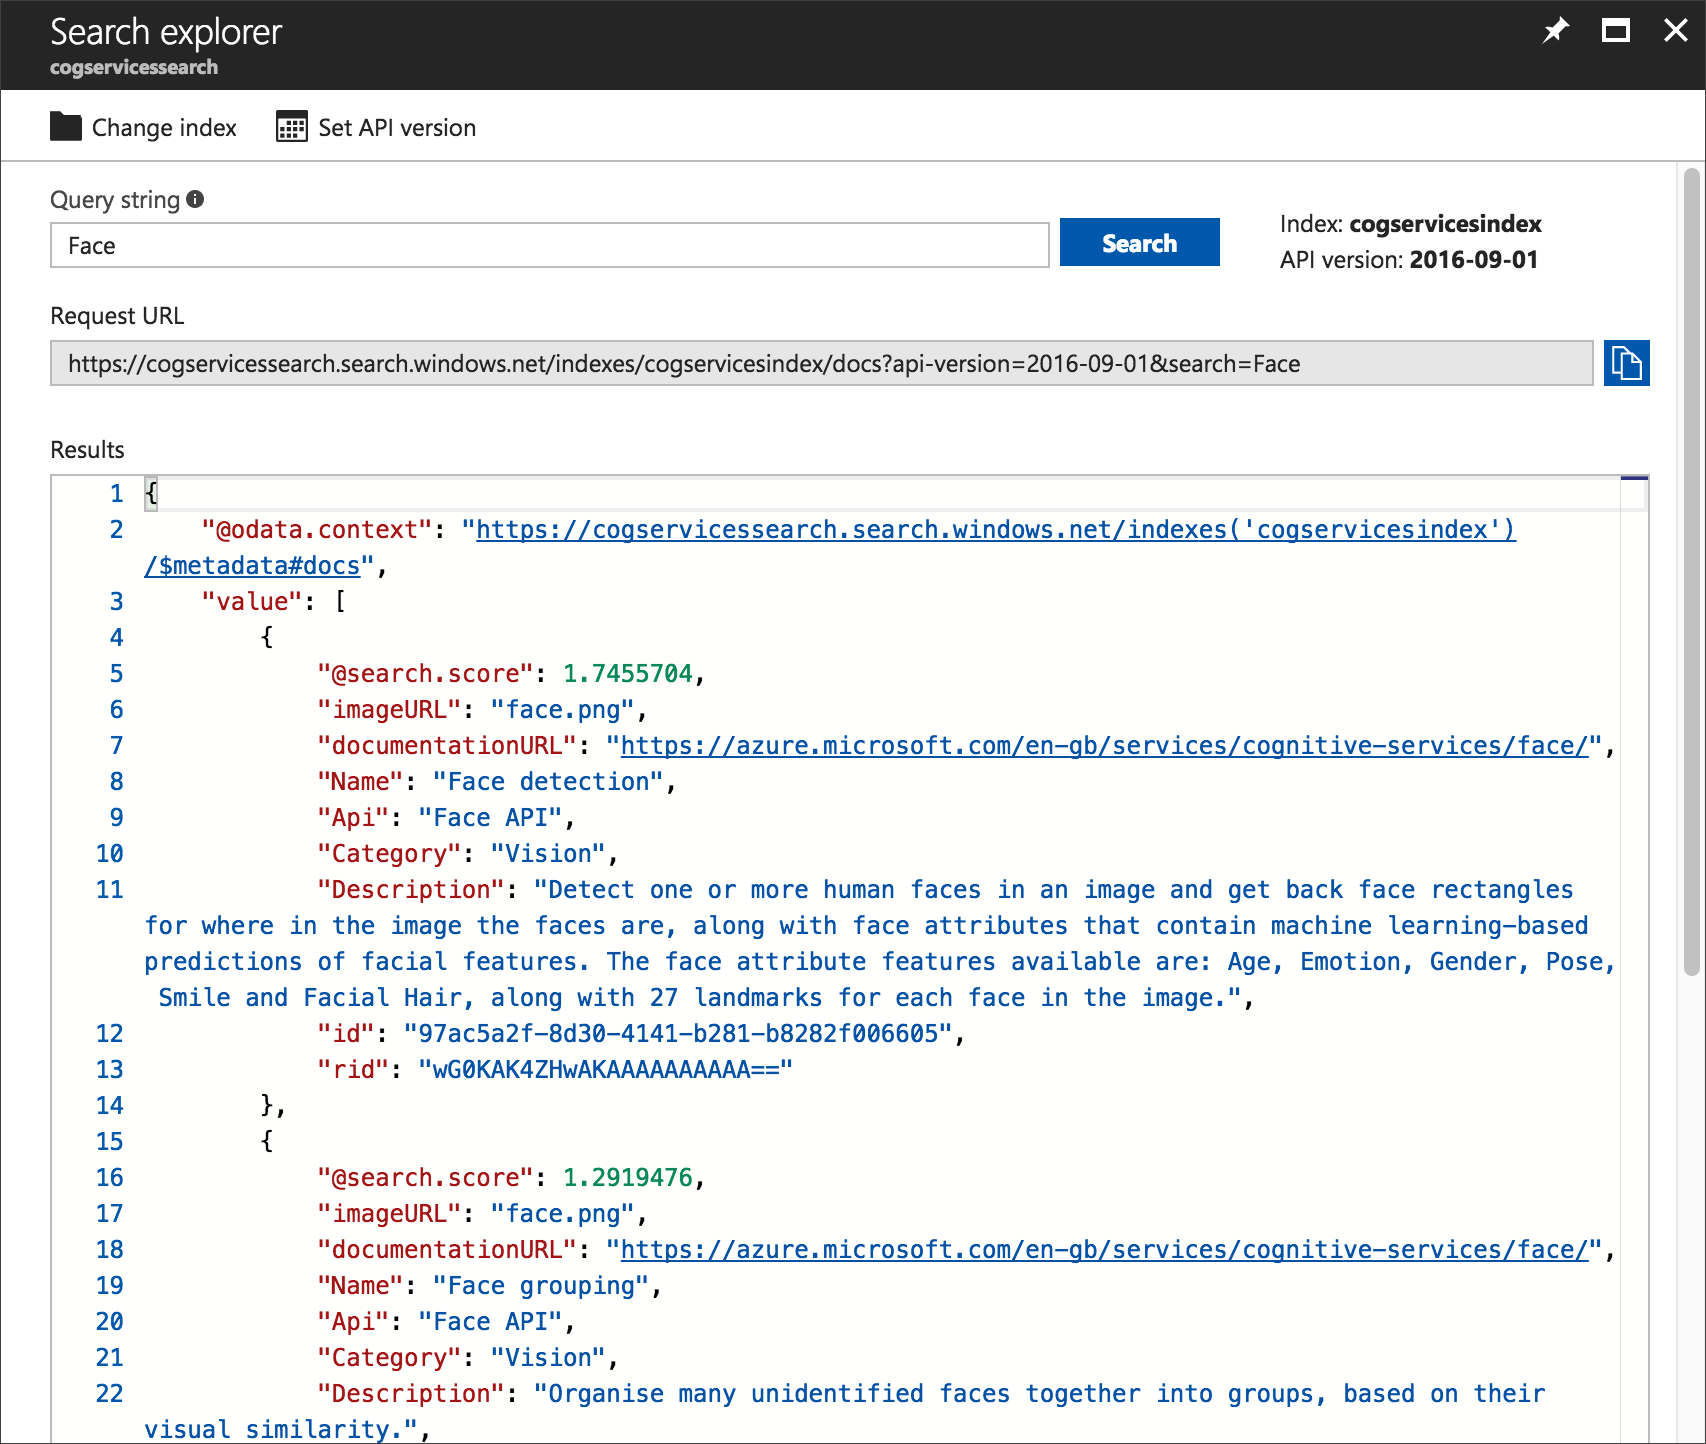 Search explorer
cogservicessearch
Change index
Set API version
Query string
Face
Search
Index: cogservicesindex
API version: 2016-09-01
Request URL
https://cogservicessearch.search.windows.net/indexes/cogservicesindex/docs?api-version=2016-09-01&search=Face
Results
1 {
2 "@odata.context": "https://cogservicessearch.search.windows.net/indexes('cogservicesindex')
/$metadata#docs",
3 "value": [
4 {
5 "@search.score": 1.7455704,
6 "imageURL": "face.png",
7 "documentationURL": "https://azure.microsoft.com/en-gb/services/cognitive-services/face/",
8 "Name": "Face detection",
9 "Api": "Face API",
10 "Category": "Vision",
11 "Description": "Detect one or more human faces in an image and get back face rectangles
for where in the image the faces are, along with face attributes that contain machine learning-based
predictions of facial features. The face attribute features available are: Age, Emotion, Gender, Pose,
Smile and Facial Hair, along with 27 landmarks for each face in the image.",
12 "id": "97ac5a2f-8d30-4141-b281-b8282f006605",
13 "rid": "wG0KAK4ZHwAKAAAAAAAAAA=="
14 },
15 {
16 "@search.score": 1.2919476,
17 "imageURL": "face.png",
18 "documentationURL": "https://azure.microsoft.com/en-gb/services/cognitive-services/face/",
19 "Name": "Face grouping",
20 "Api": "Face API",
21 "Category": "Vision",
22 "Description": "Organise many unidentified faces together into groups, based on their
visual similarity.",